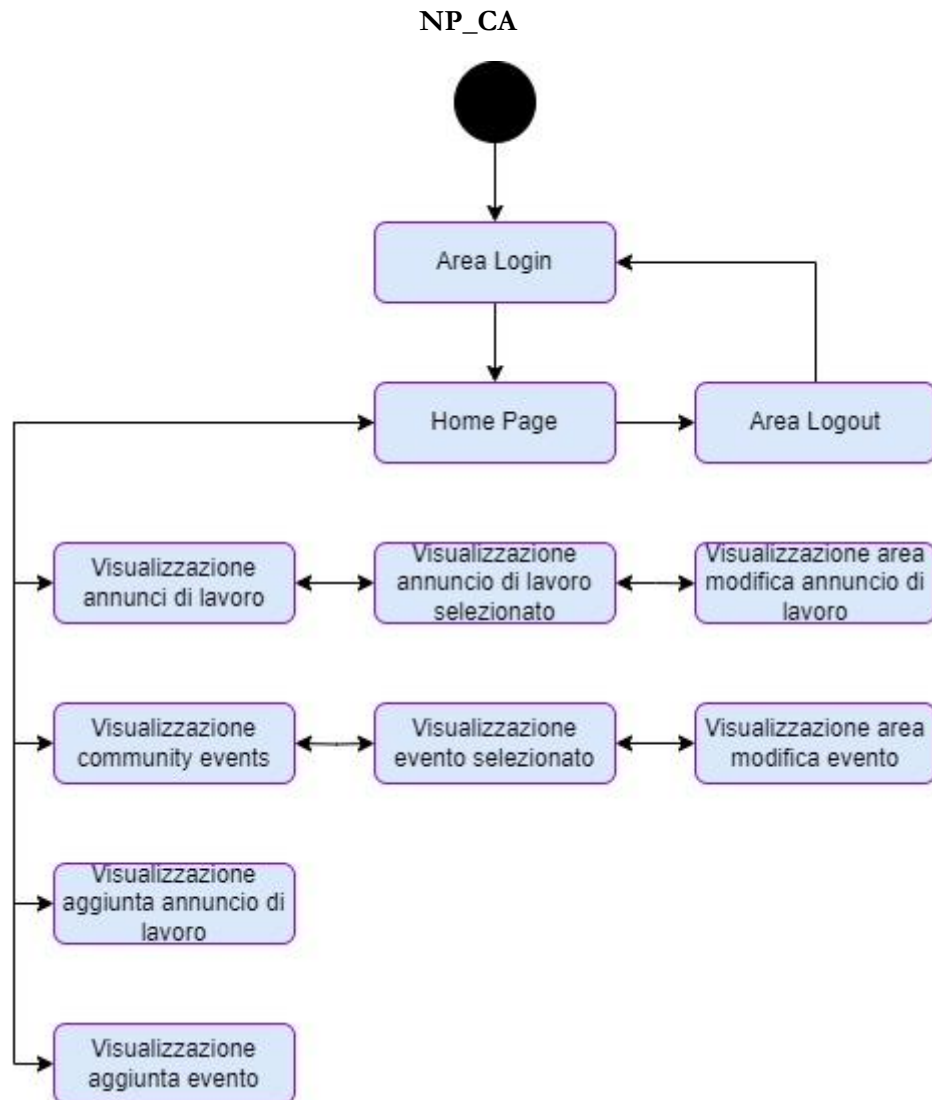 NP_CA
Area Login
Home Page
Area Logout
Visualizzazione
annunci di lavoro
Visualizzazione
annuncio di lavoro
selezionato
Visualizzazione area
modifica annuncio di
lavoro
Visualizzazione
community events
Visualizzazione
evento selezionato
Visualizzazione area
modifica evento
Visualizzazione
aggiunta annuncio di
lavoro
Visualizzazione
aggiunta evento